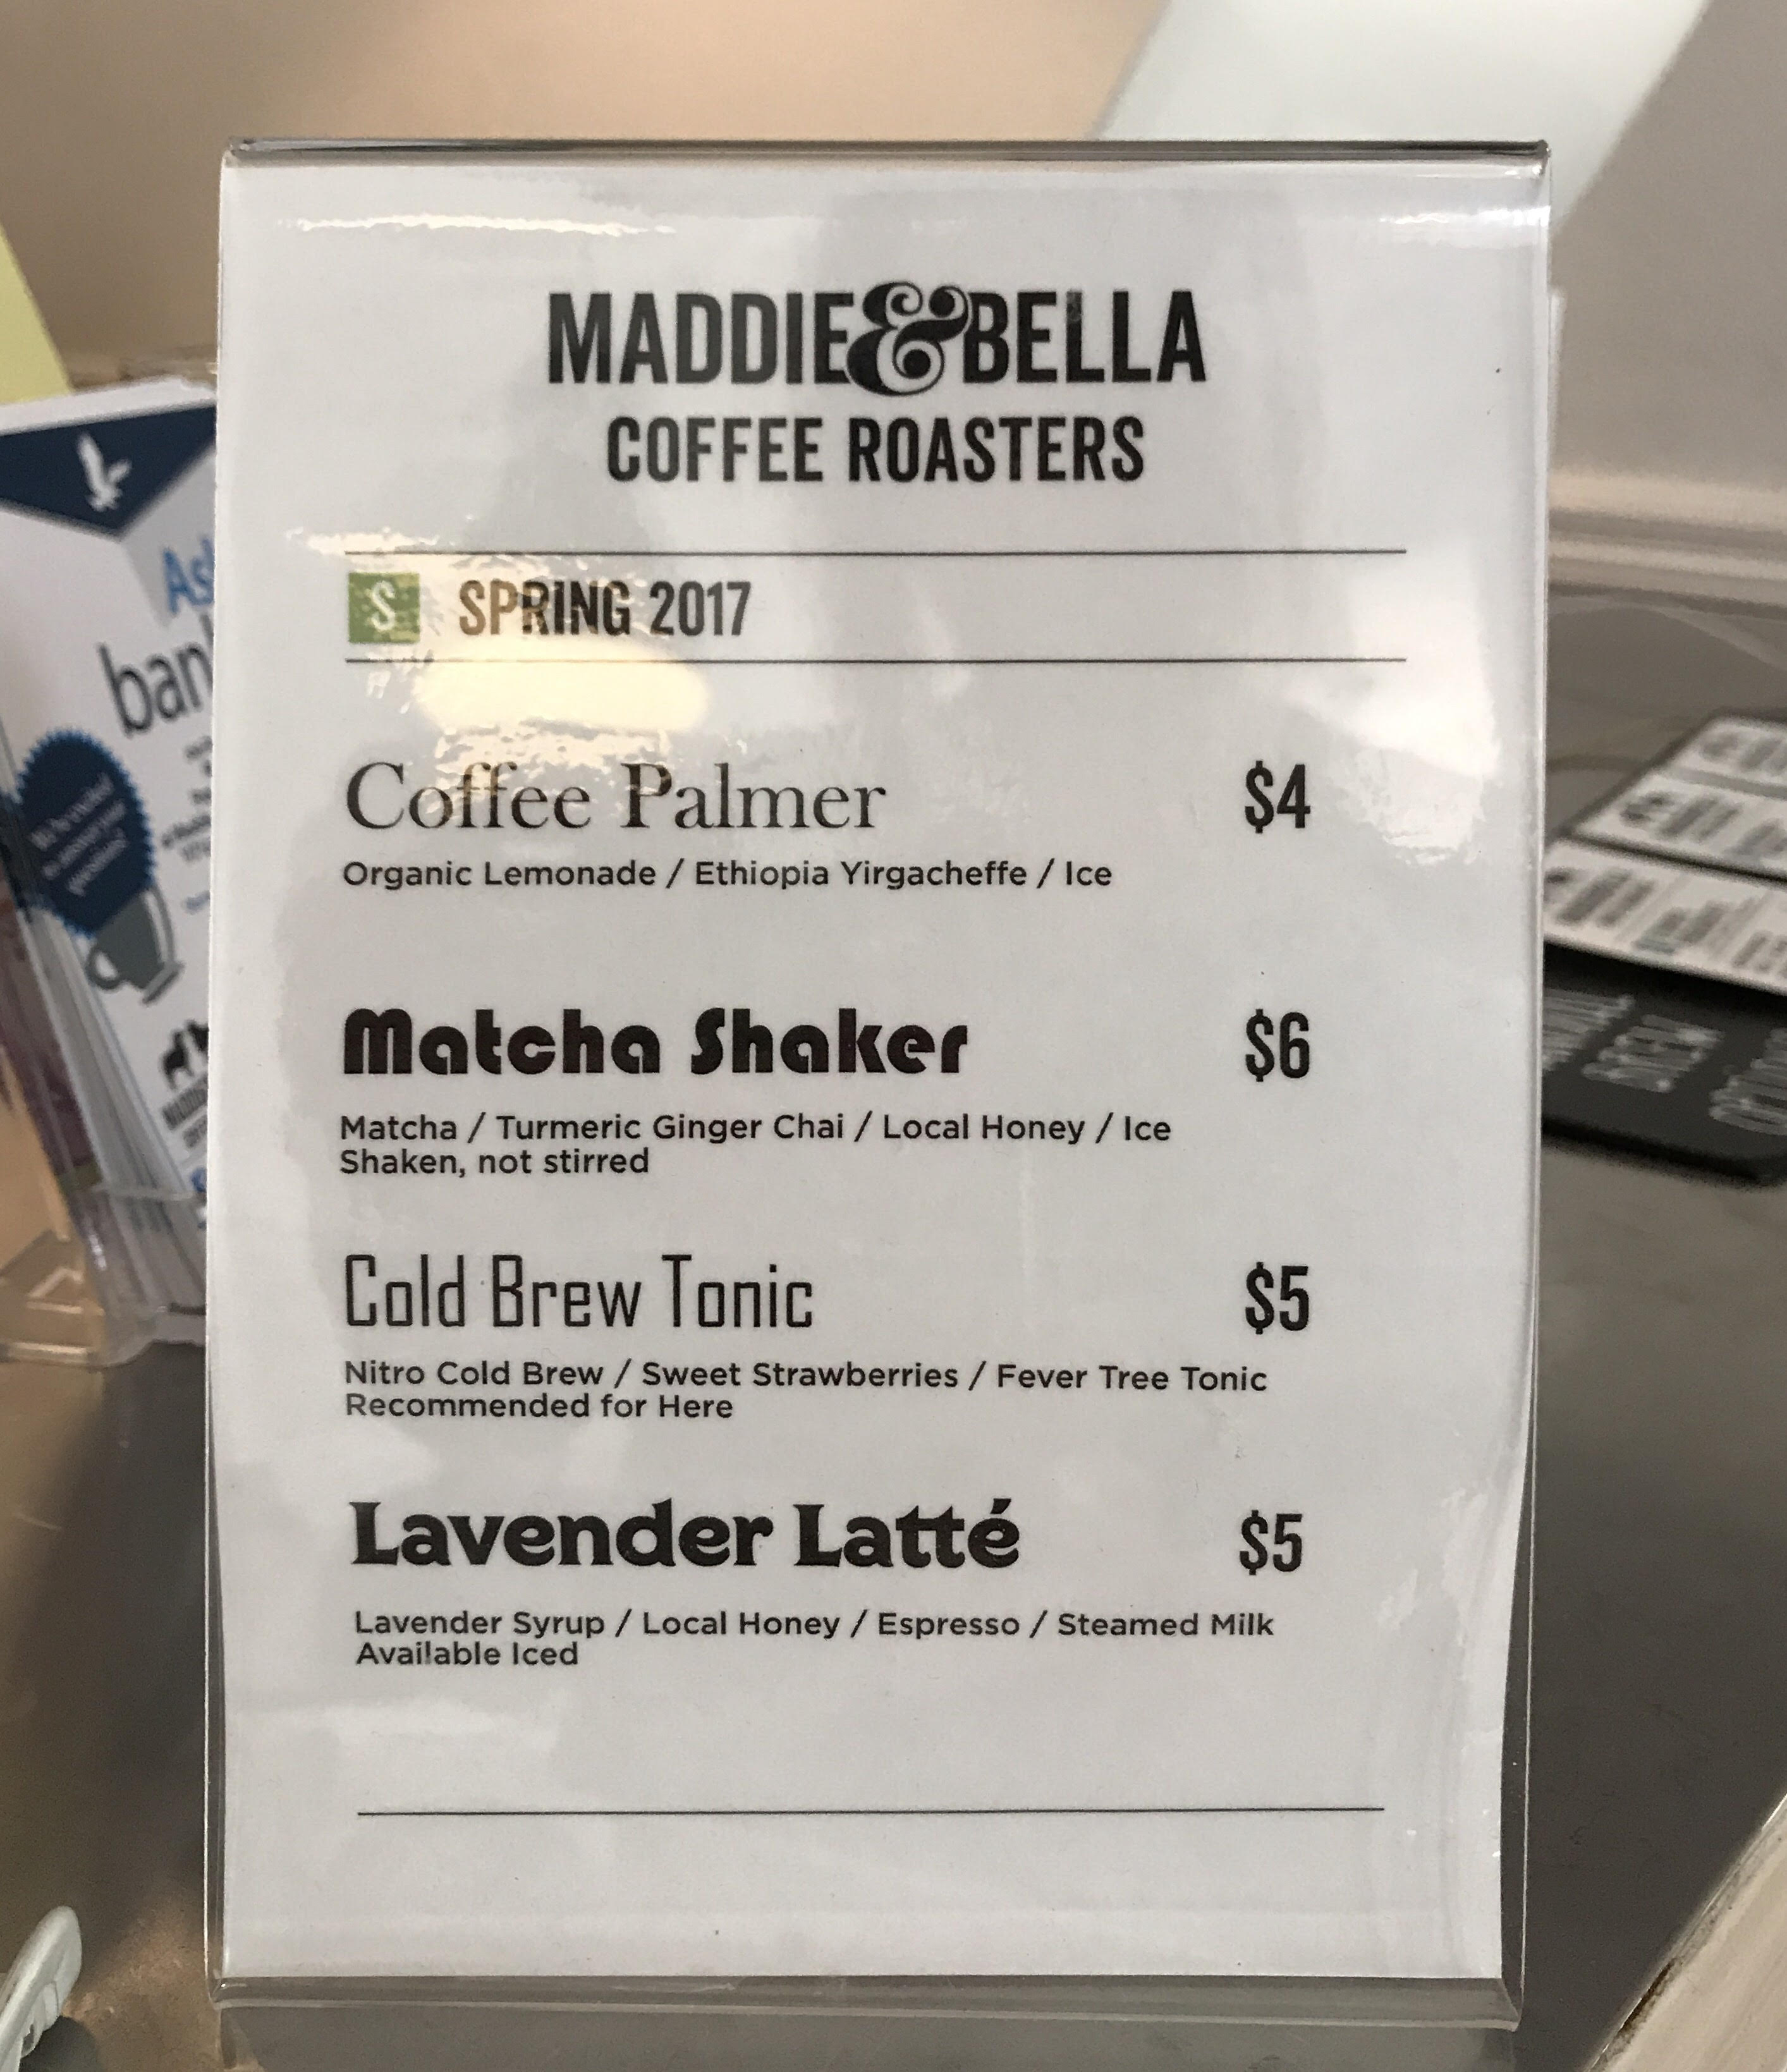 MADDIE&BELLA
COFFEE ROASTERS
S SPRING 2017
Coffee Palmer $4
Organic Lemonade / Ethiopia Yirgacheffe / Ice
Matcha Shaker $6
Matcha / Turmeric Ginger Chai / Local Honey / Ice
Shaken, not stirred
Cold Brew Tonic $5
Nitro Cold Brew / Sweet Strawberries / Fever Tree Tonic
Recommended for Here
Lavender Latté $5
Lavender Syrup / Local Honey / Espresso / Steamed Milk
Available Iced